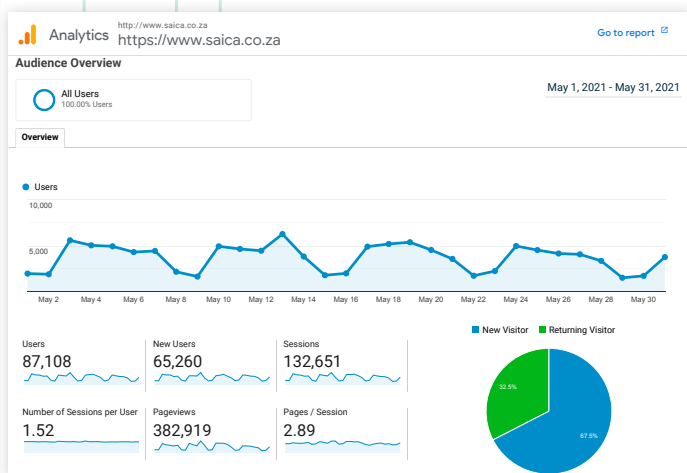 http://www.saica.co.za
Analytics https://www.saica.co.za
Go to report
Audience Overview
All Users
100.00% Users
May 1, 2021 - May 31, 2021
Overview
Users
10,000
5,000
May 2 May 4 May 6 May 8 May 10 May 12 May 14 May 16 May 18 May 20 May 22 May 24 May 26 May 28 May 30
New Visitor Returning Visitor
Users New Users Sessions
87,108 65,260 132,651
32.5%
Number of Sessions per User Pageviews Pages / Session
1.52 382,919 2.89
67.5%